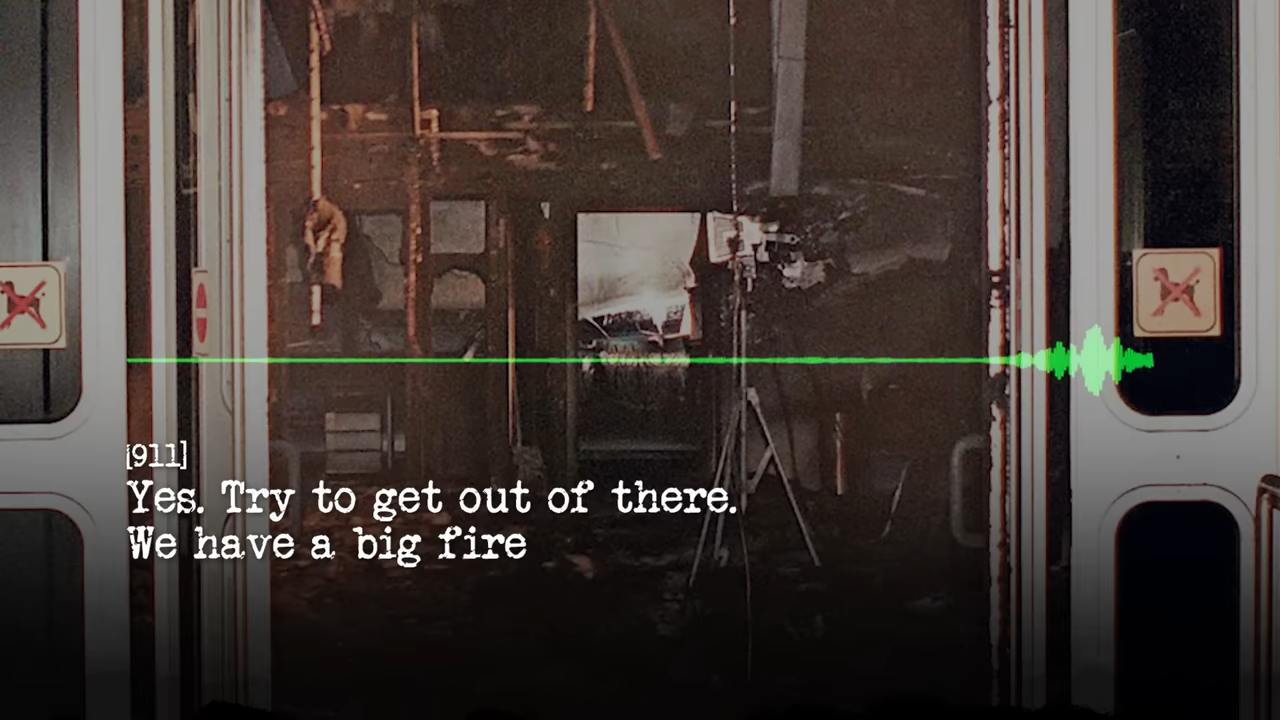 [911]
Yes. Try to get out of there.
We have a big fire